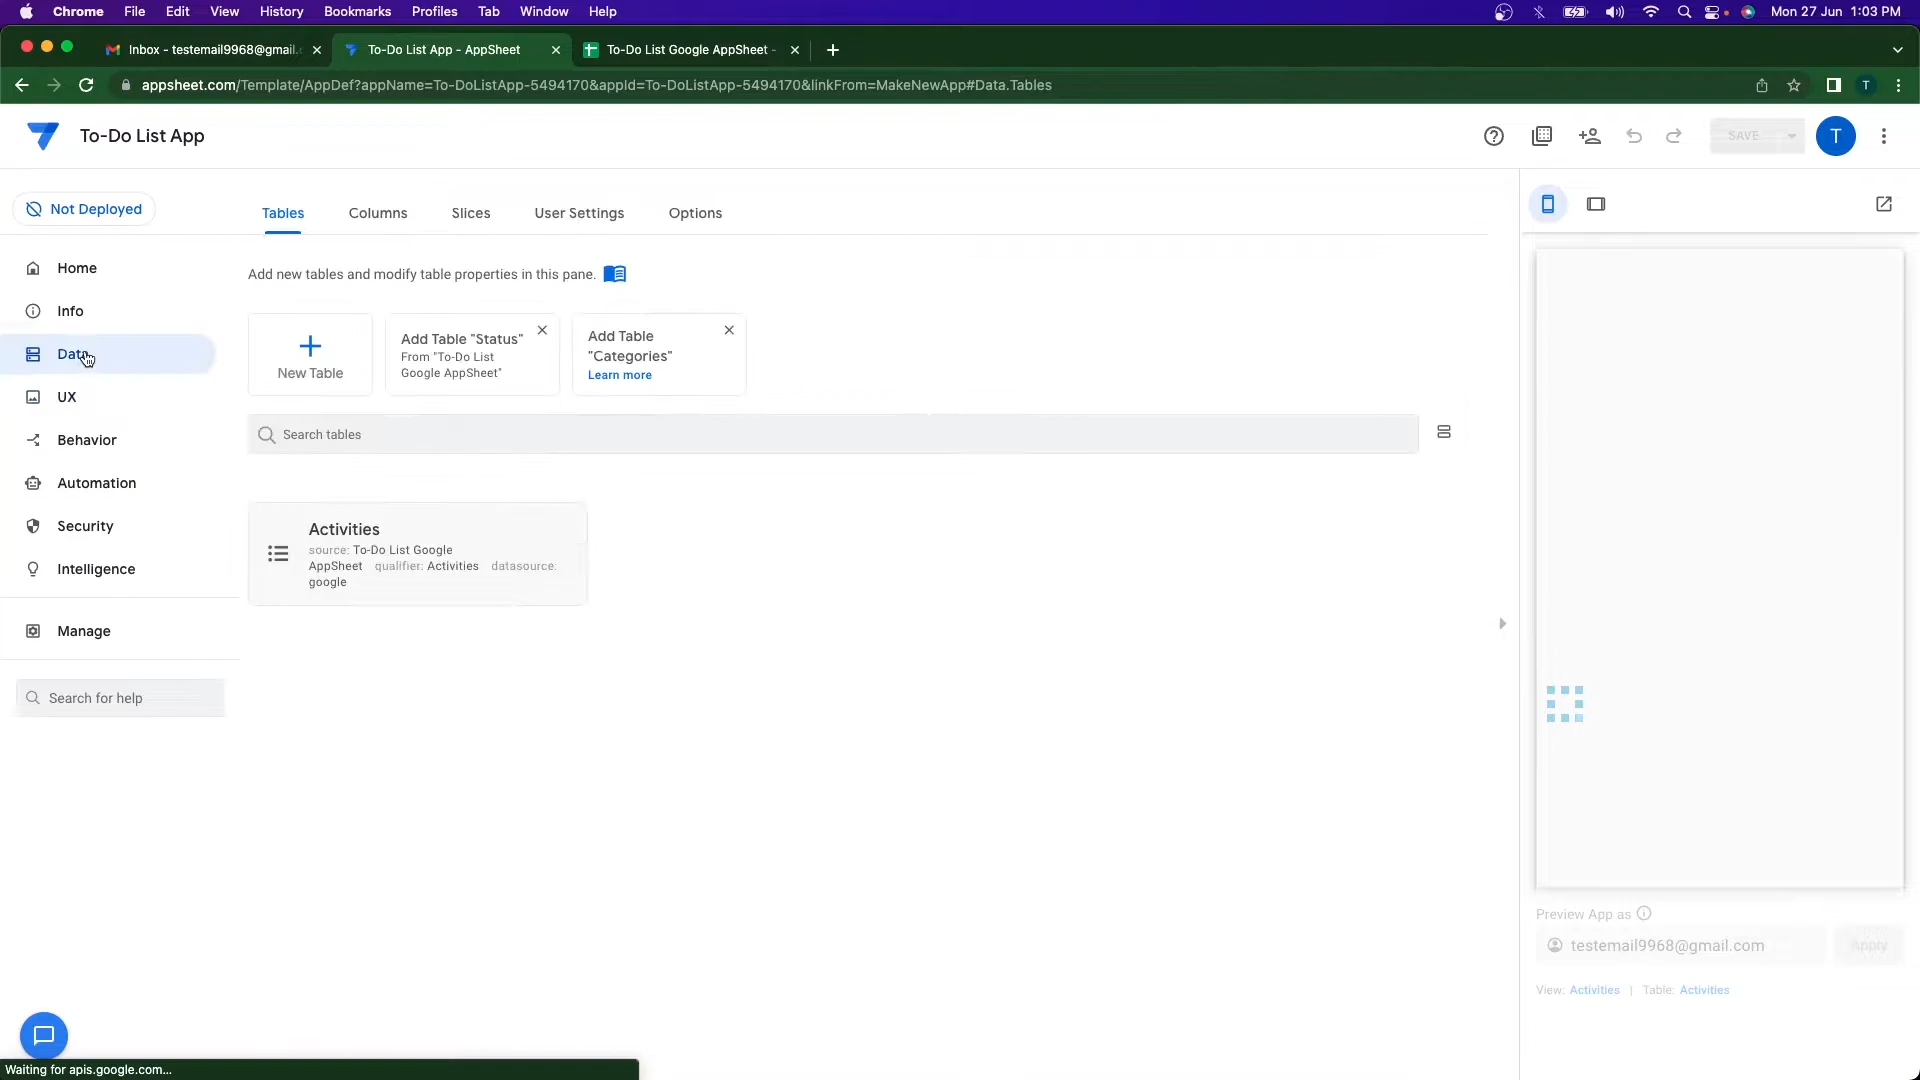 Chrome File Edit View History Bookmarks Profiles Tab Window Help Mon 27 Jun 1:03 PM
Inbox - testemail9968@gmail.c To-Do List App - AppSheet To-Do List Google AppSheet -
appsheet.com/Template/AppDef?appName=To-DoListApp-5494170&appId=To-DoListApp-5494170&linkFrom=MakeNewApp#Data.Tables T
To-Do List App SAVE T
Not Deployed
Home
Info
Data
UX
Behavior
Automation
Security
Intelligence
Manage
Search for help
Tables Columns Slices User Settings Options
Add new tables and modify table properties in this pane.
New Table
Add Table "Status"
From "To-Do List
Google AppSheet"
Add Table
"Categories"
Learn more
Search tables
Activities
source: To-Do List Google
AppSheet qualifier: Activities datasource:
google
Preview App as
testemail9968@gmail.com Apply
View: Activities | Table: Activities
Waiting for apis.google.com...